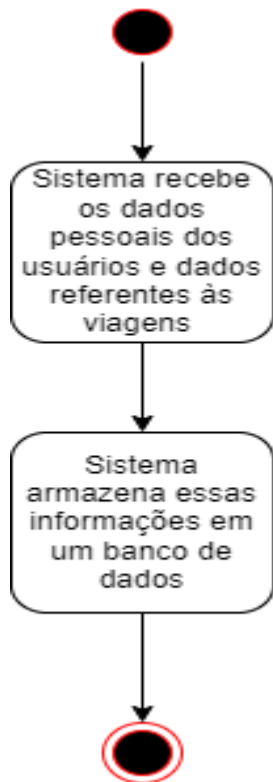 Sistema recebe
os dados
pessoais dos
usuários e dados
referentes às
viagens
Sistema
armazena essas
informações em
um banco de
dados